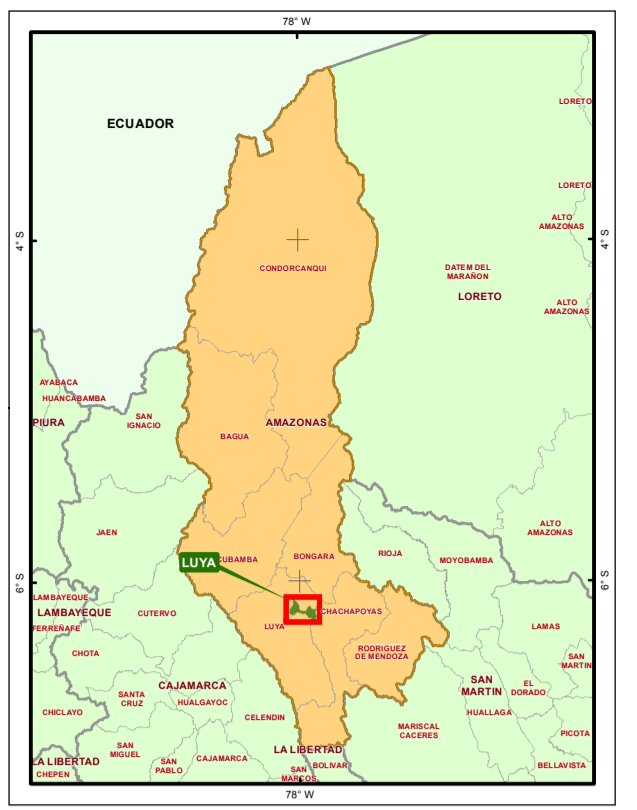 78° W
LORETO
ECUADOR
LORETO
ALTO
AMAZONAS
4° S
4° S
CONDORCANQUI
DATEM DEL
MARAÑON
LORETO
ALTO
AMAZONAS
AYABACA
HUANCABAMBA
PIURA
SAN
IGNACIO
AMAZONAS
BAGUA
JAEN
ALTO
AMAZONAS
RIOJA
MOYOBAMBA
LUYA
CUBAMBA
BONGARA
6° S
6° S
LAMBAYEQUE
LAMBAYEQUE
FERREÑAFE
CUTERVO
LUYA
CHACHAPOYAS
LAMAS
CHOTA
RODRIGUEZ
DE MENDOZA
SAN
MARTIN
CAJAMARCA
SANTA
CRUZ
HUALGAYOC
SAN
MARTIN
EL
DORADO
CHICLAYO
CELENDIN
HUALLAGA
MARISCAL
CACERES
PICOTA
SAN
MIGUEL
LA LIBERTAD
LA LIBERTAD
CHEPEN
SAN
PABLO
CAJAMARCA
SAN
MARCOS
BOLIVAR
BELLAVISTA
78° W